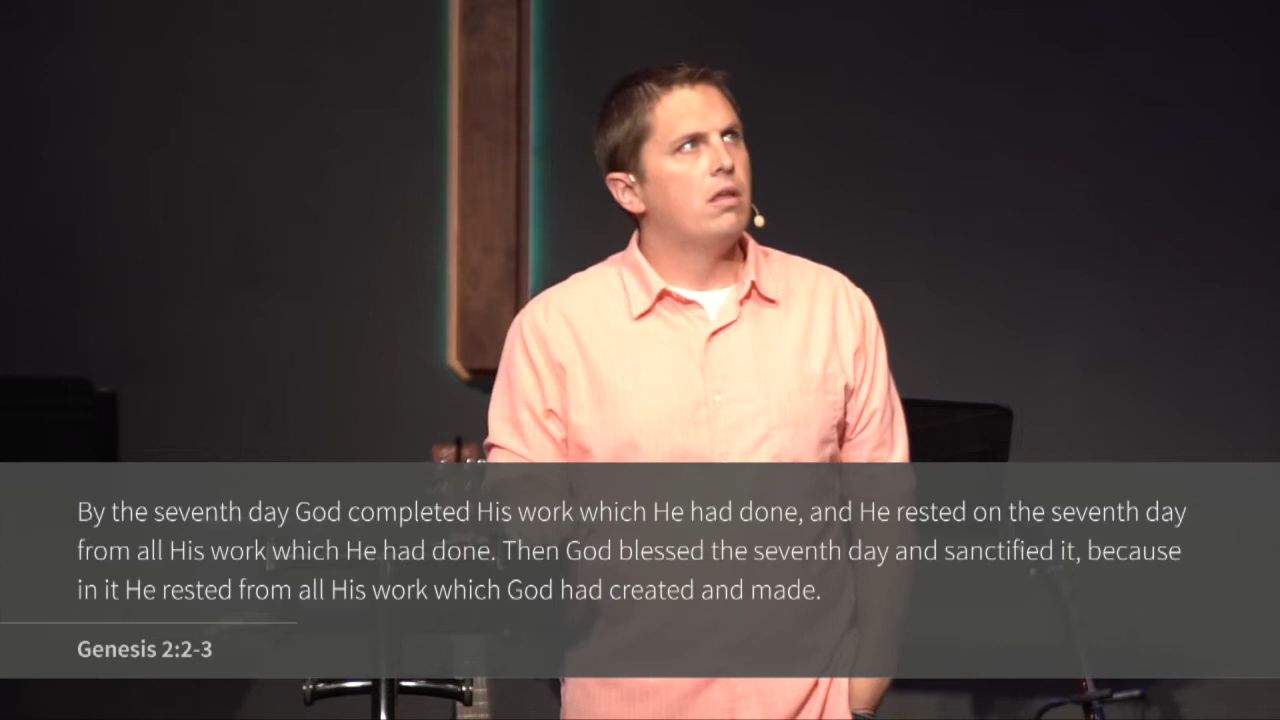 By the seventh day God completed His work which He had done, and He rested on the seventh day
from all His work which He had done. Then God blessed the seventh day and sanctified it, because
in it He rested from all His work which God had created and made.
Genesis 2:2-3